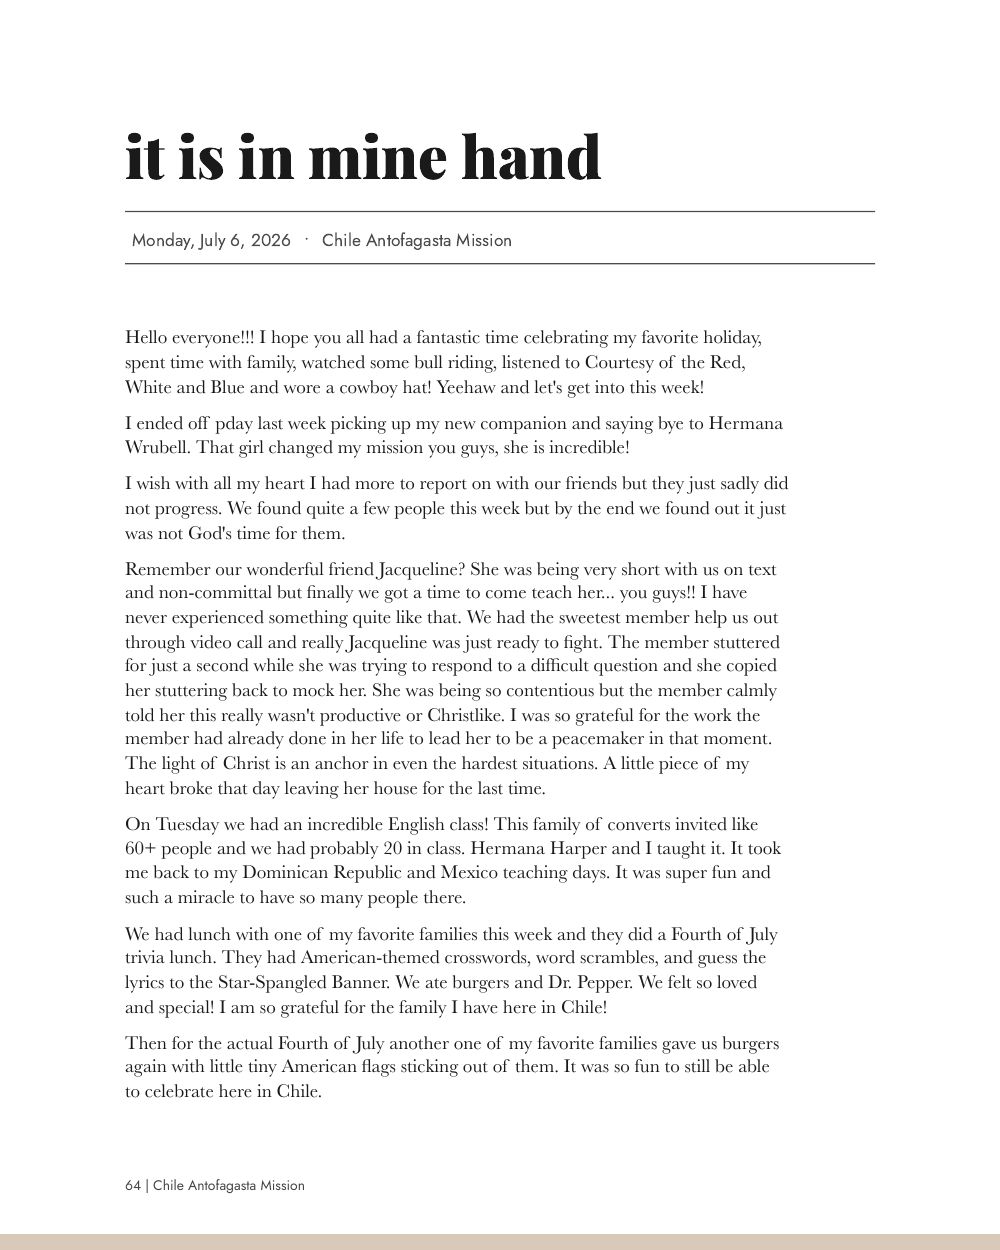 it is in mine hand
Monday, July 6, 2026 · Chile Antofagasta Mission
Hello everyone!!! I hope you all had a fantastic time celebrating my favorite holiday,
spent time with family, watched some bull riding, listened to Courtesy of the Red,
White and Blue and wore a cowboy hat! Yeehaw and let's get into this week!
I ended off pday last week picking up my new companion and saying bye to Hermana
Wrubell. That girl changed my mission you guys, she is incredible!
I wish with all my heart I had more to report on with our friends but they just sadly did
not progress. We found quite a few people this week but by the end we found out it just
was not God's time for them.
Remember our wonderful friend Jacqueline? She was being very short with us on text
and non-committal but finally we got a time to come teach her... you guys!! I have
never experienced something quite like that. We had the sweetest member help us out
through video call and really Jacqueline was just ready to fight. The member stuttered
for just a second while she was trying to respond to a difficult question and she copied
her stuttering back to mock her. She was being so contentious but the member calmly
told her this really wasn't productive or Christlike. I was so grateful for the work the
member had already done in her life to lead her to be a peacemaker in that moment.
The light of Christ is an anchor in even the hardest situations. A little piece of my
heart broke that day leaving her house for the last time.
On Tuesday we had an incredible English class! This family of converts invited like
60+ people and we had probably 20 in class. Hermana Harper and I taught it. It took
me back to my Dominican Republic and Mexico teaching days. It was super fun and
such a miracle to have so many people there.
We had lunch with one of my favorite families this week and they did a Fourth of July
trivia lunch. They had American-themed crosswords, word scrambles, and guess the
lyrics to the Star-Spangled Banner. We ate burgers and Dr. Pepper. We felt so loved
and special! I am so grateful for the family I have here in Chile!
Then for the actual Fourth of July another one of my favorite families gave us burgers
again with little tiny American flags sticking out of them. It was so fun to still be able
to celebrate here in Chile.
64 | Chile Antofagasta Mission